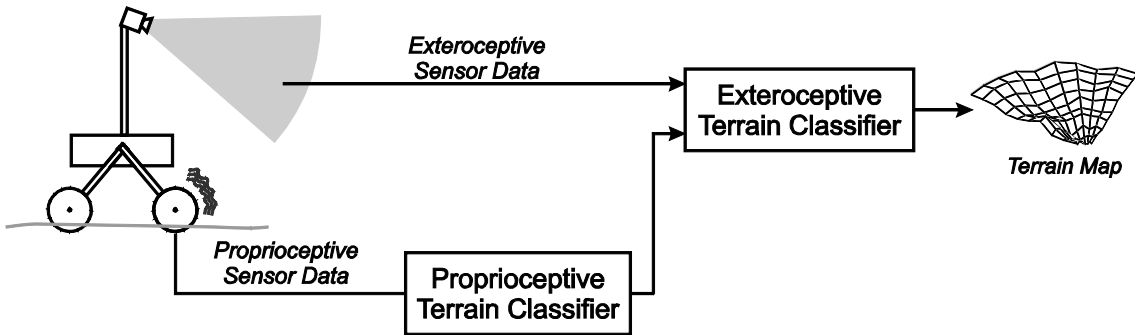 Exteroceptive
Sensor Data
Exteroceptive
Terrain Classifier
Terrain Map
Proprioceptive
Sensor Data
Proprioceptive
Terrain Classifier